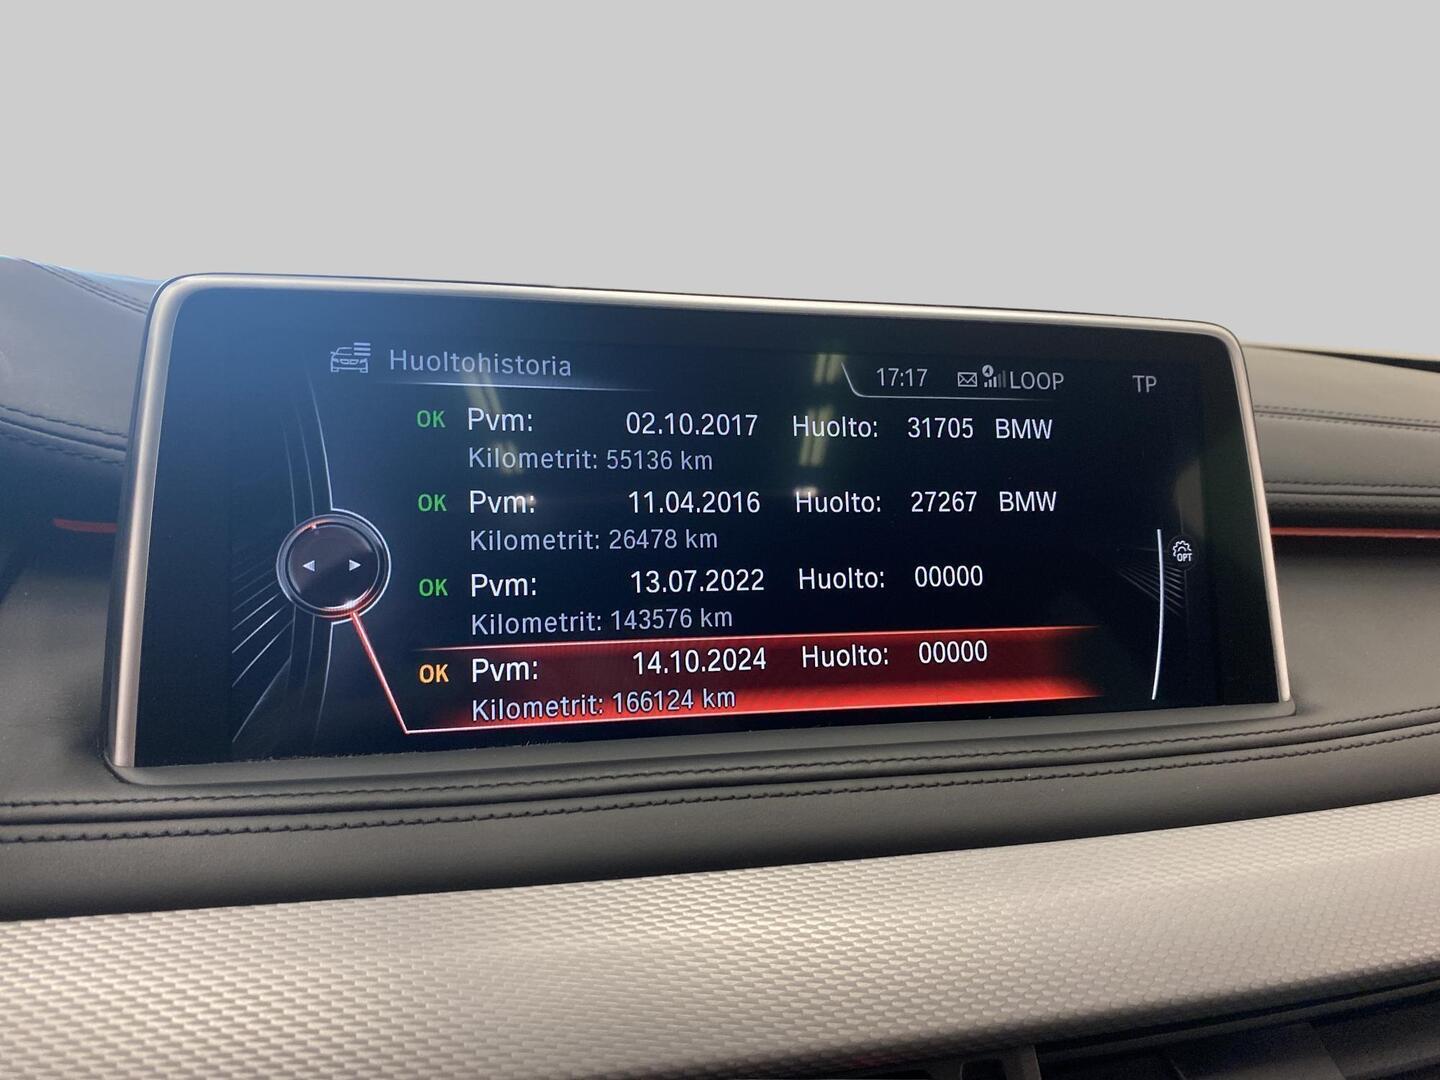 Huoltohistoria
17:17 LOOP TP
OK Pvm: 02.10.2017 Huolto: 31705 BMW
Kilometrit: 55136 km
OK Pvm: 11.04.2016 Huolto: 27267 BMW
Kilometrit: 26478 km
OK Pvm: 13.07.2022 Huolto: 00000
Kilometrit: 143576 km
OK Pvm: 14.10.2024 Huolto: 00000
Kilometrit: 166124 km
OPT